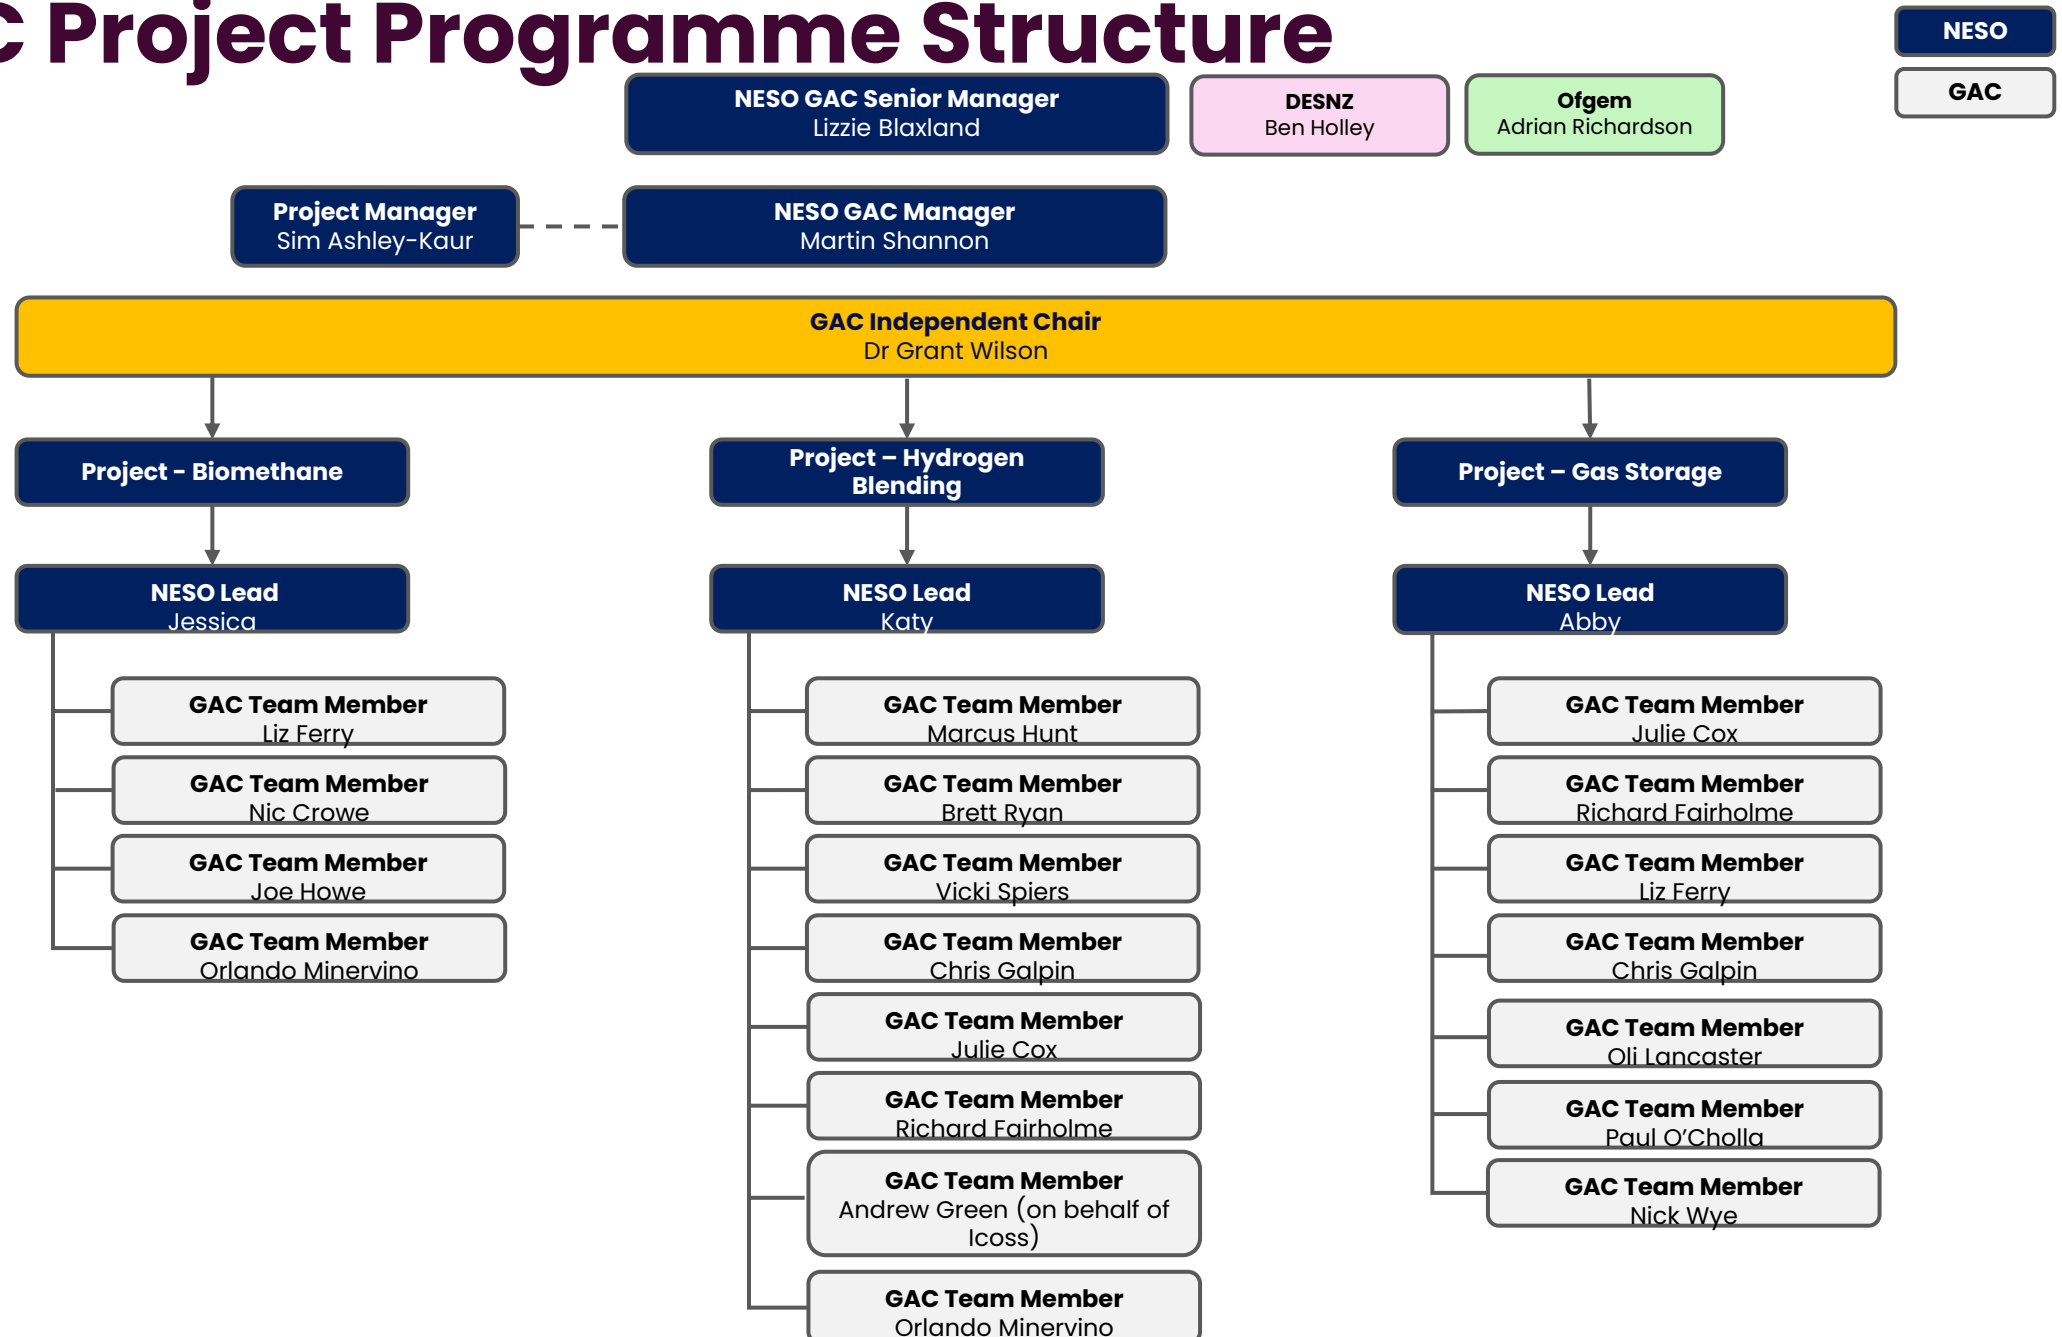 C Project Programme Structure
NESO
GAC
NESO GAC Senior Manager
Lizzie Blaxland
DESNZ
Ben Holley
Ofgem
Adrian Richardson
Project Manager
Sim Ashley-Kaur
NESO GAC Manager
Martin Shannon
GAC Independent Chair
Dr Grant Wilson
Project - Biomethane
NESO Lead
Jessica
GAC Team Member
Liz Ferry
GAC Team Member
Nic Crowe
GAC Team Member
Joe Howe
GAC Team Member
Orlando Minervino
Project – Hydrogen
Blending
NESO Lead
Katy
GAC Team Member
Marcus Hunt
GAC Team Member
Brett Ryan
GAC Team Member
Vicki Spiers
GAC Team Member
Chris Galpin
GAC Team Member
Julie Cox
GAC Team Member
Richard Fairholme
GAC Team Member
Andrew Green (on behalf of
Icoss)
GAC Team Member
Orlando Minervino
Project – Gas Storage
NESO Lead
Abby
GAC Team Member
Julie Cox
GAC Team Member
Richard Fairholme
GAC Team Member
Liz Ferry
GAC Team Member
Chris Galpin
GAC Team Member
Oli Lancaster
GAC Team Member
Paul O’Cholla
GAC Team Member
Nick Wye